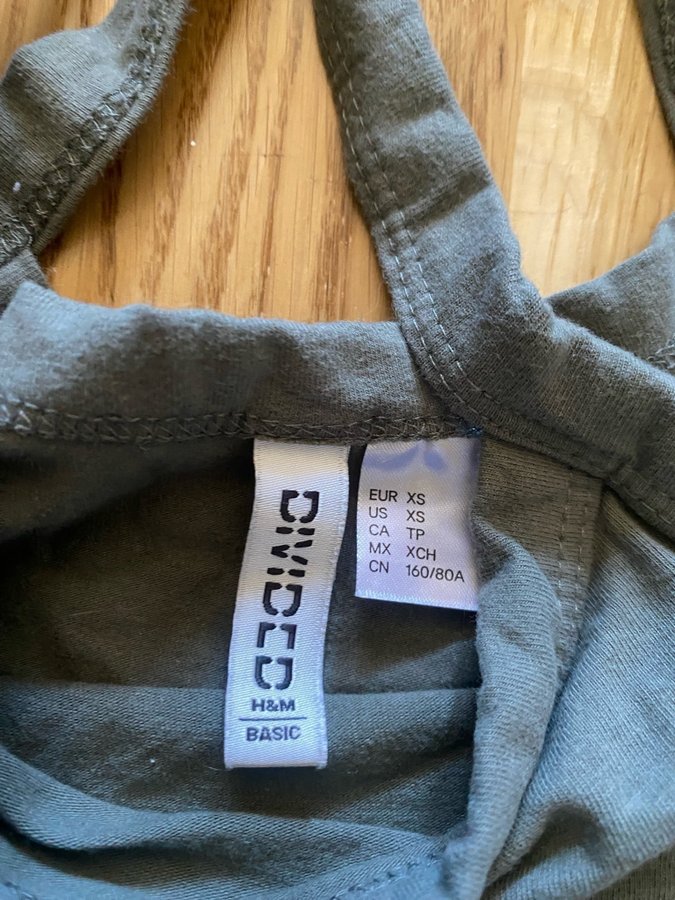 DIVIDED
H&M
BASIC
EUR XS
US XS
CA TP
MX XCH
CN 160/80A